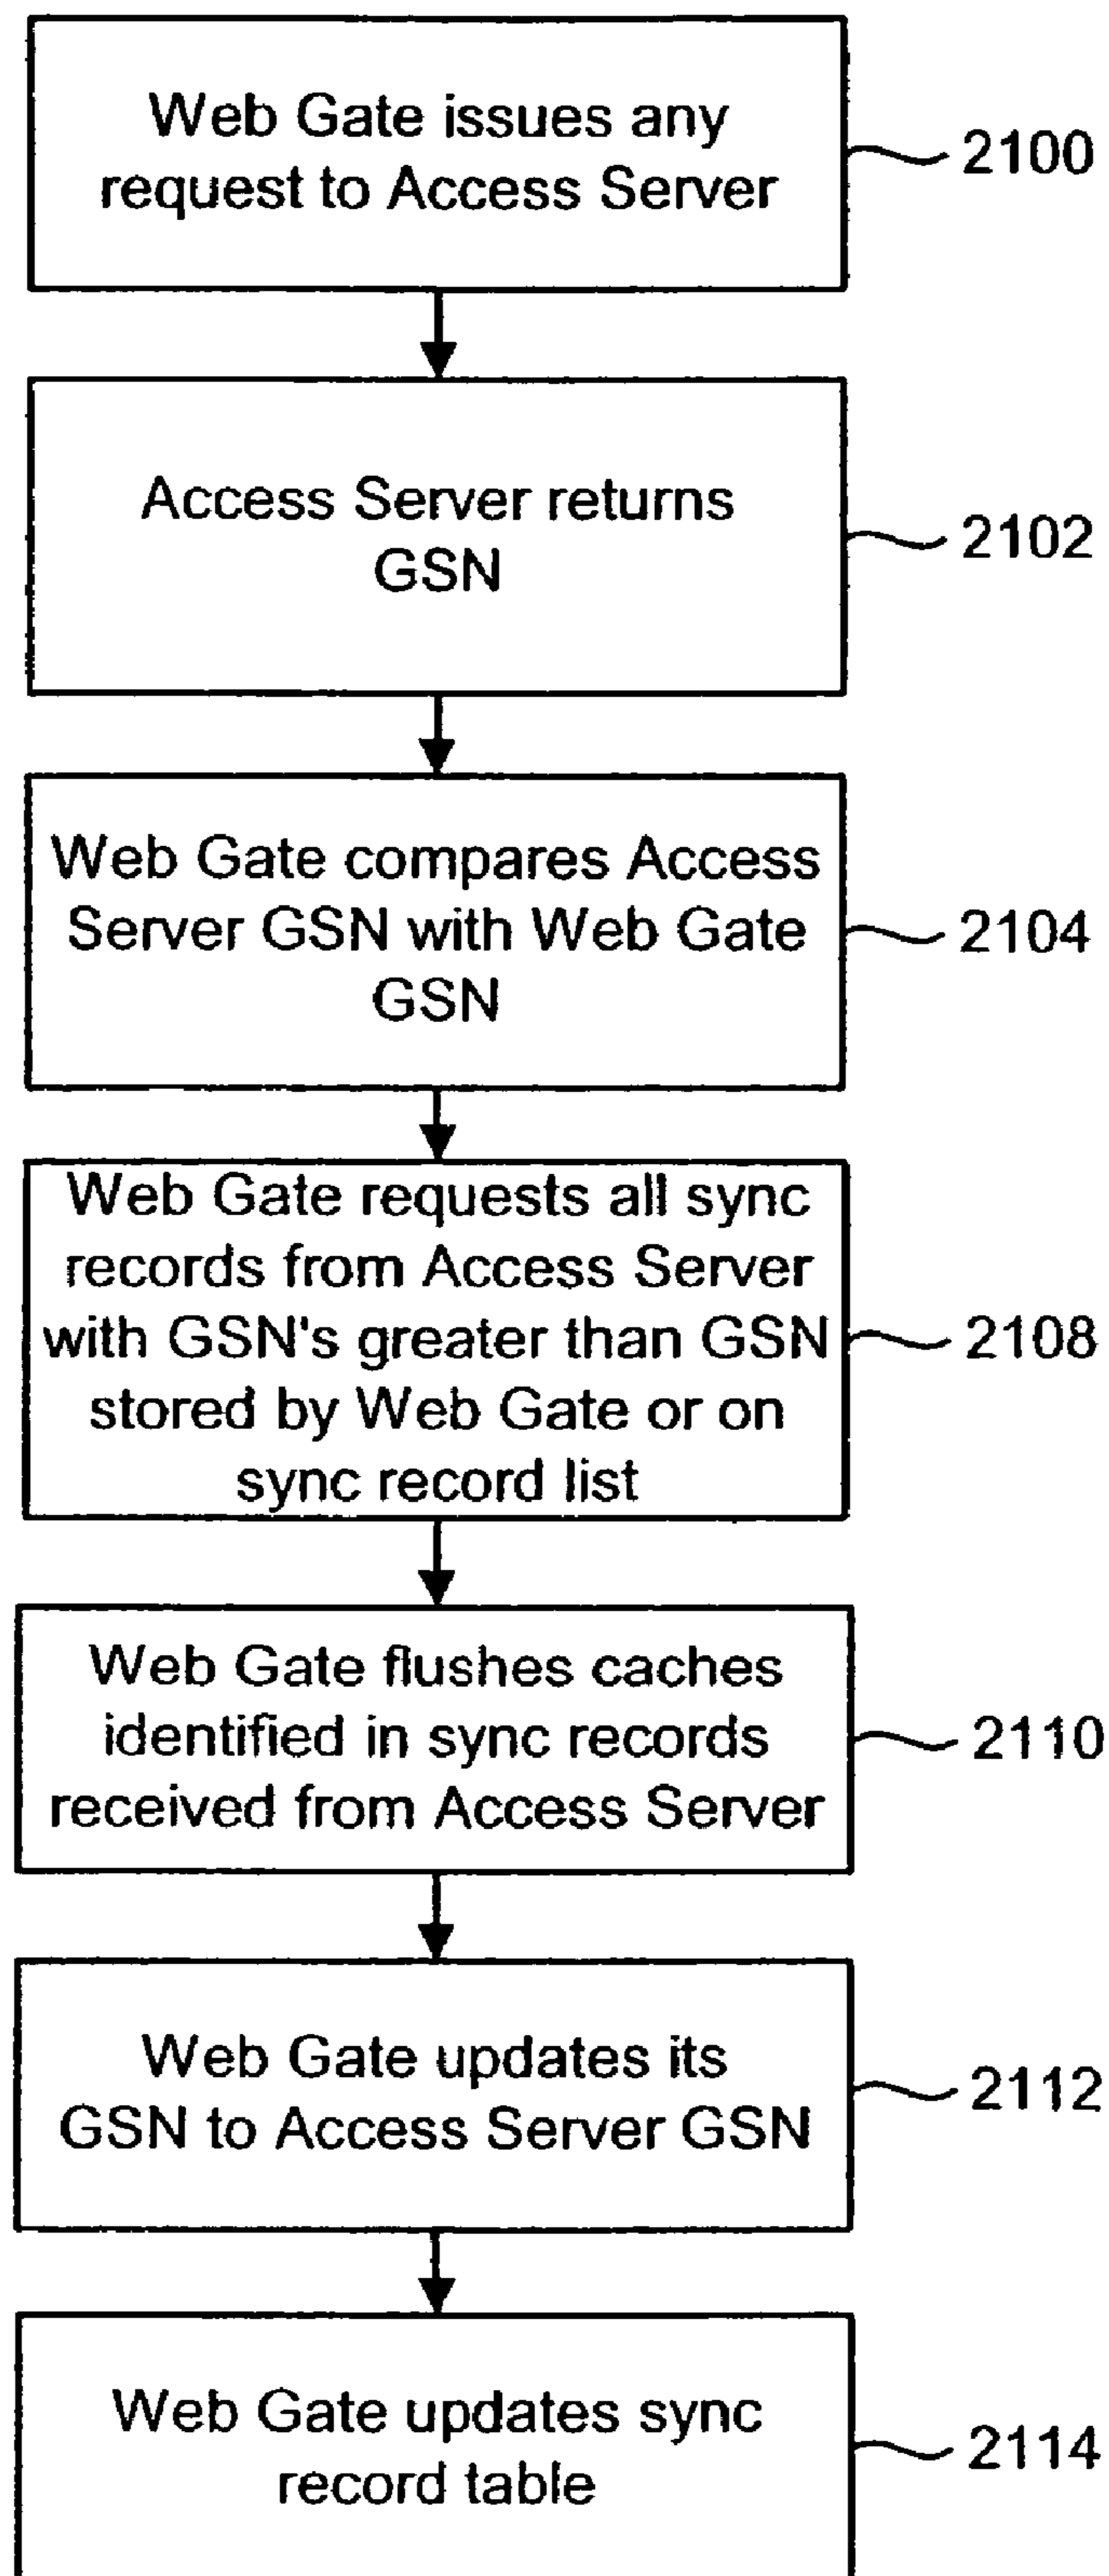 Web Gate issues any
request to Access Server
2100
Access Server returns
GSN
2102
Web Gate compares Access
Server GSN with Web Gate
GSN
2104
Web Gate requests all sync
records from Access Server
with GSN's greater than GSN
stored by Web Gate or on
sync record list
2108
Web Gate flushes caches
identified in sync records
received from Access Server
2110
Web Gate updates its
GSN to Access Server GSN
2112
Web Gate updates sync
record table
2114